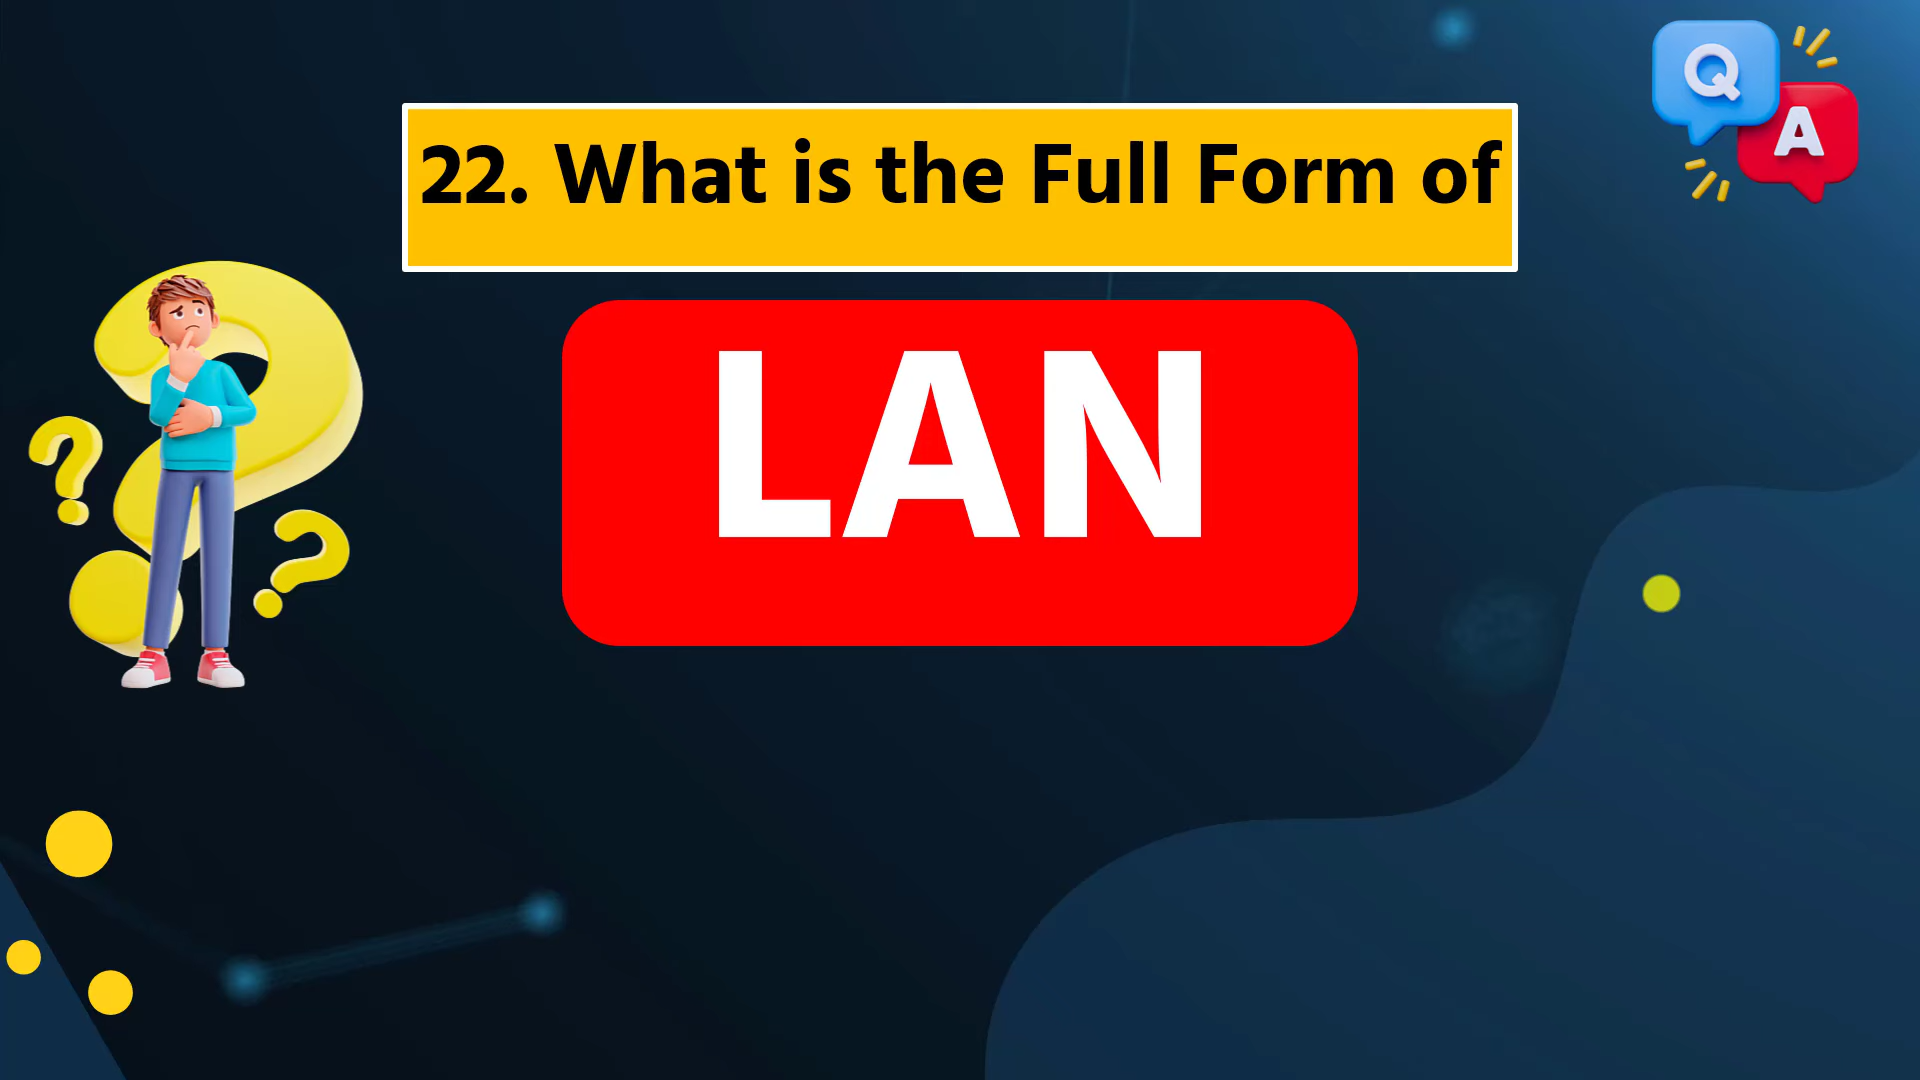 Q
A
22. What is the Full Form of
LAN